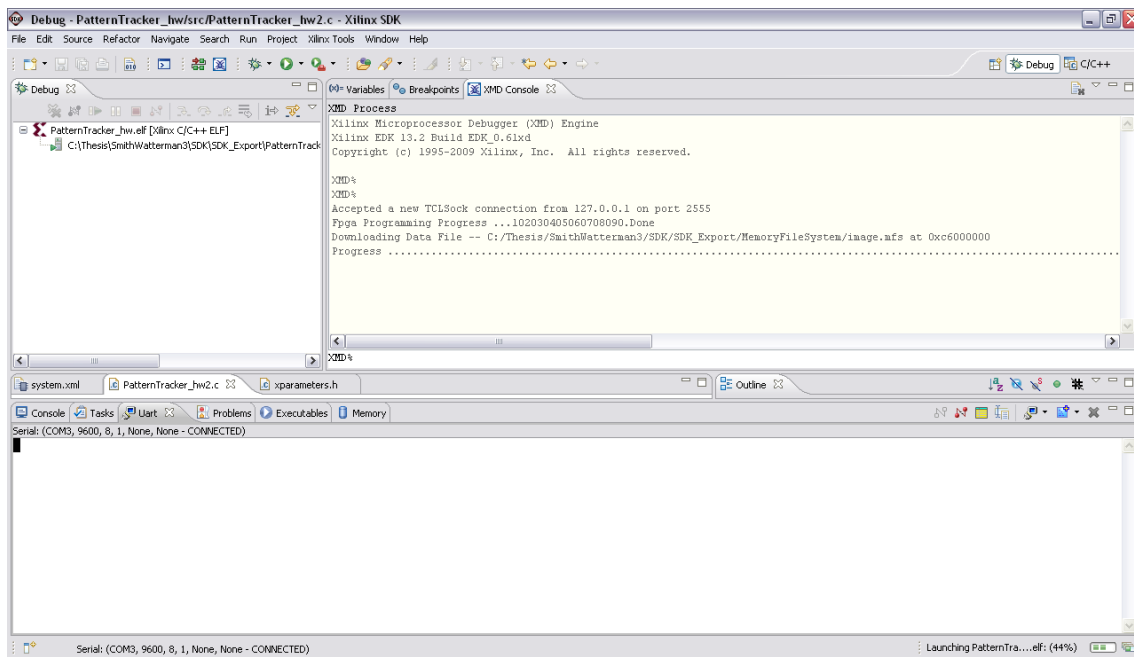 Debug - PatternTracker_hw/src/PatternTracker_hw2.c - Xilinx SDK
File Edit Source Refactor Navigate Search Run Project Xilinx Tools Window Help
Debug C/C++
Debug
(x)= Variables Breakpoints XMD Console
PatternTracker_hw.elf [Xilinx C/C++ ELF]
C:\Thesis\SmithWatterman3\SDK\SDK_Export\PatternTrack
XMD Process
Xilinx Microprocessor Debugger (XMD) Engine
Xilinx EDK 13.2 Build EDK_O.61xd
Copyright (c) 1995-2009 Xilinx, Inc.  All rights reserved.
XMD%
XMD%
Accepted a new TCLSock connection from 127.0.0.1 on port 2555
Fpga Programming Progress ...102030405060708090.Done
Downloading Data File -- C:/Thesis/SmithWatterman3/SDK/SDK_Export/MemoryFileSystem/image.mfs at 0xc6000000
Progress ..........................................................................................................................
XMD%
system.xml PatternTracker_hw2.c xparameters.h
Outline
Console Tasks Uart Problems Executables Memory
Serial: (COM3, 9600, 8, 1, None, None - CONNECTED)
Serial: (COM3, 9600, 8, 1, None, None - CONNECTED)
Launching PatternTra....elf: (44%)